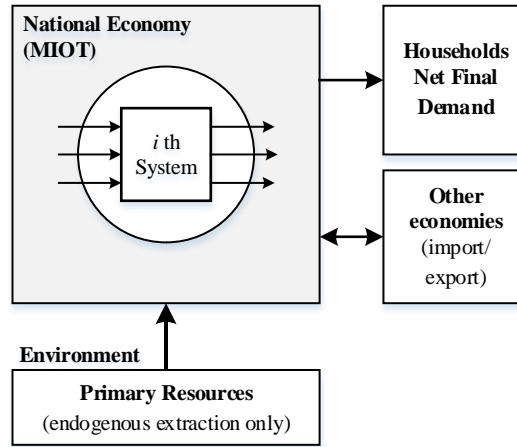 National Economy
(MIOT)
i th
System
Households
Net Final
Demand
Other
economies
(import/
export)
Environment
Primary Resources
(endogenous extraction only)